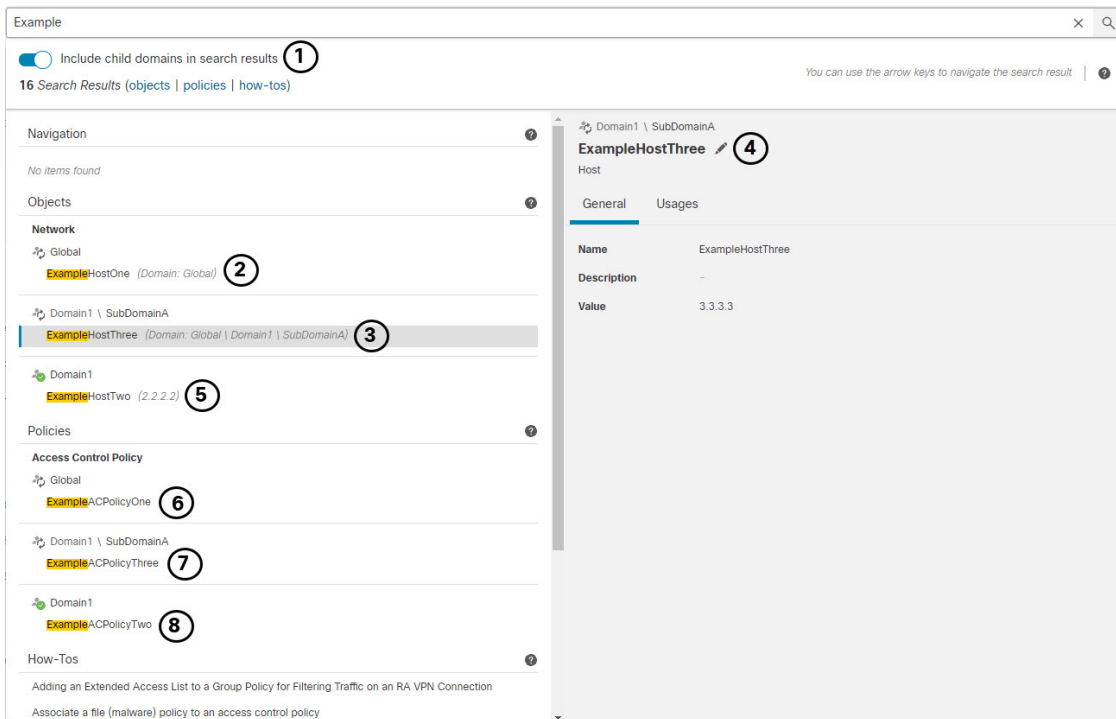 Example
Include child domains in search results 1
16 Search Results (objects | policies | how-tos)
You can use the arrow keys to navigate the search result
Navigation
No items found
Objects
Network
Global
ExampleHostOne (Domain: Global) 2
Domain1 \ SubDomainA
ExampleHostThree (Domain: Global \ Domain1 \ SubDomainA) 3
Domain1
ExampleHostTwo (2.2.2.2) 5
Policies
Access Control Policy
Global
ExampleACPolicyOne 6
Domain1 \ SubDomainA
ExampleACPolicyThree 7
Domain1
ExampleACPolicyTwo 8
How-Tos
Adding an Extended Access List to a Group Policy for Filtering Traffic on an RA VPN Connection
Associate a file (malware) policy to an access control policy
Domain1 \ SubDomainA
ExampleHostThree 4
Host
General Usages
Name ExampleHostThree
Description –
Value 3.3.3.3